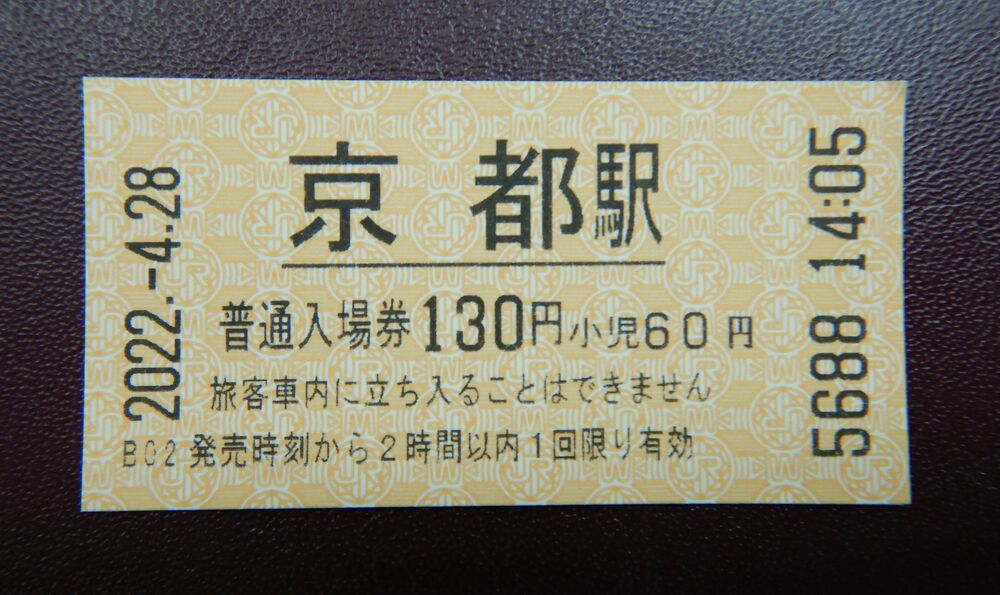 京都駅
普通入場券130円小児60円
旅客車内に立ち入ることはできません
B02発売時刻から2時間以内1回限り有効
2022.-4.28
5688 14:05